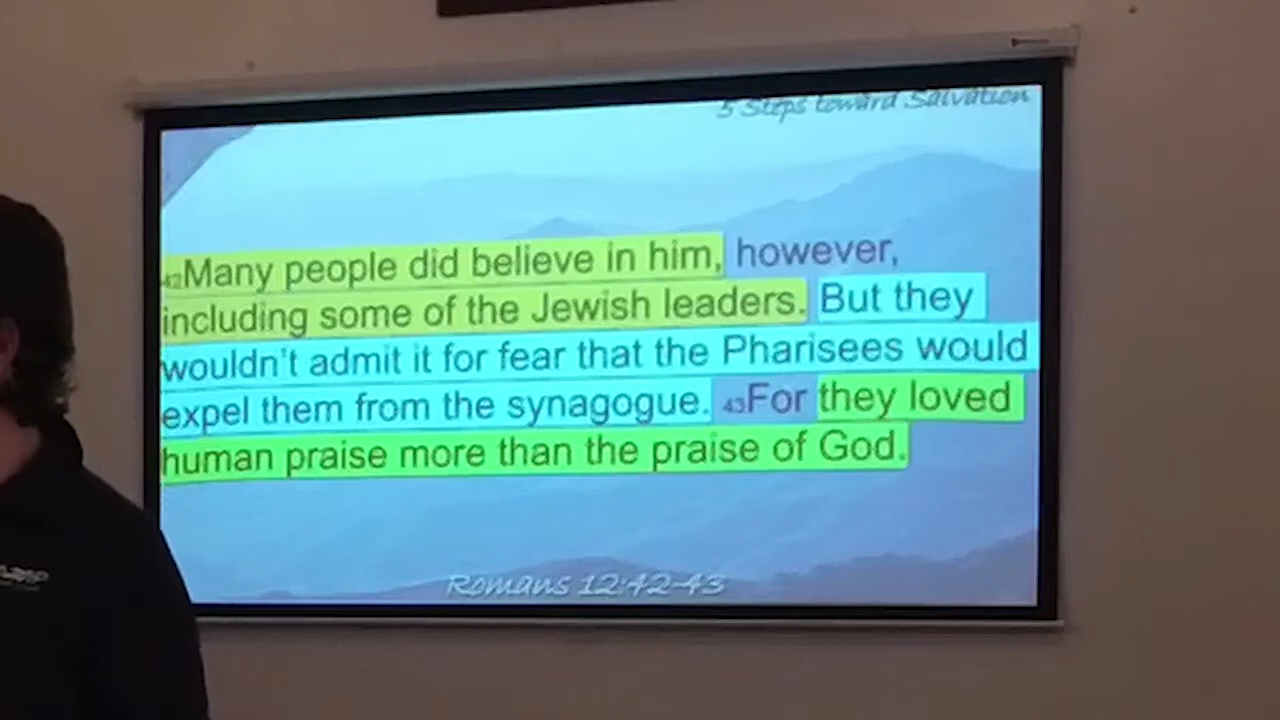 5 Steps toward Salvation
42Many people did believe in him, however,
including some of the Jewish leaders. But they
wouldn't admit it for fear that the Pharisees would
expel them from the synagogue. 43For they loved
human praise more than the praise of God.
Romans 12:42-43